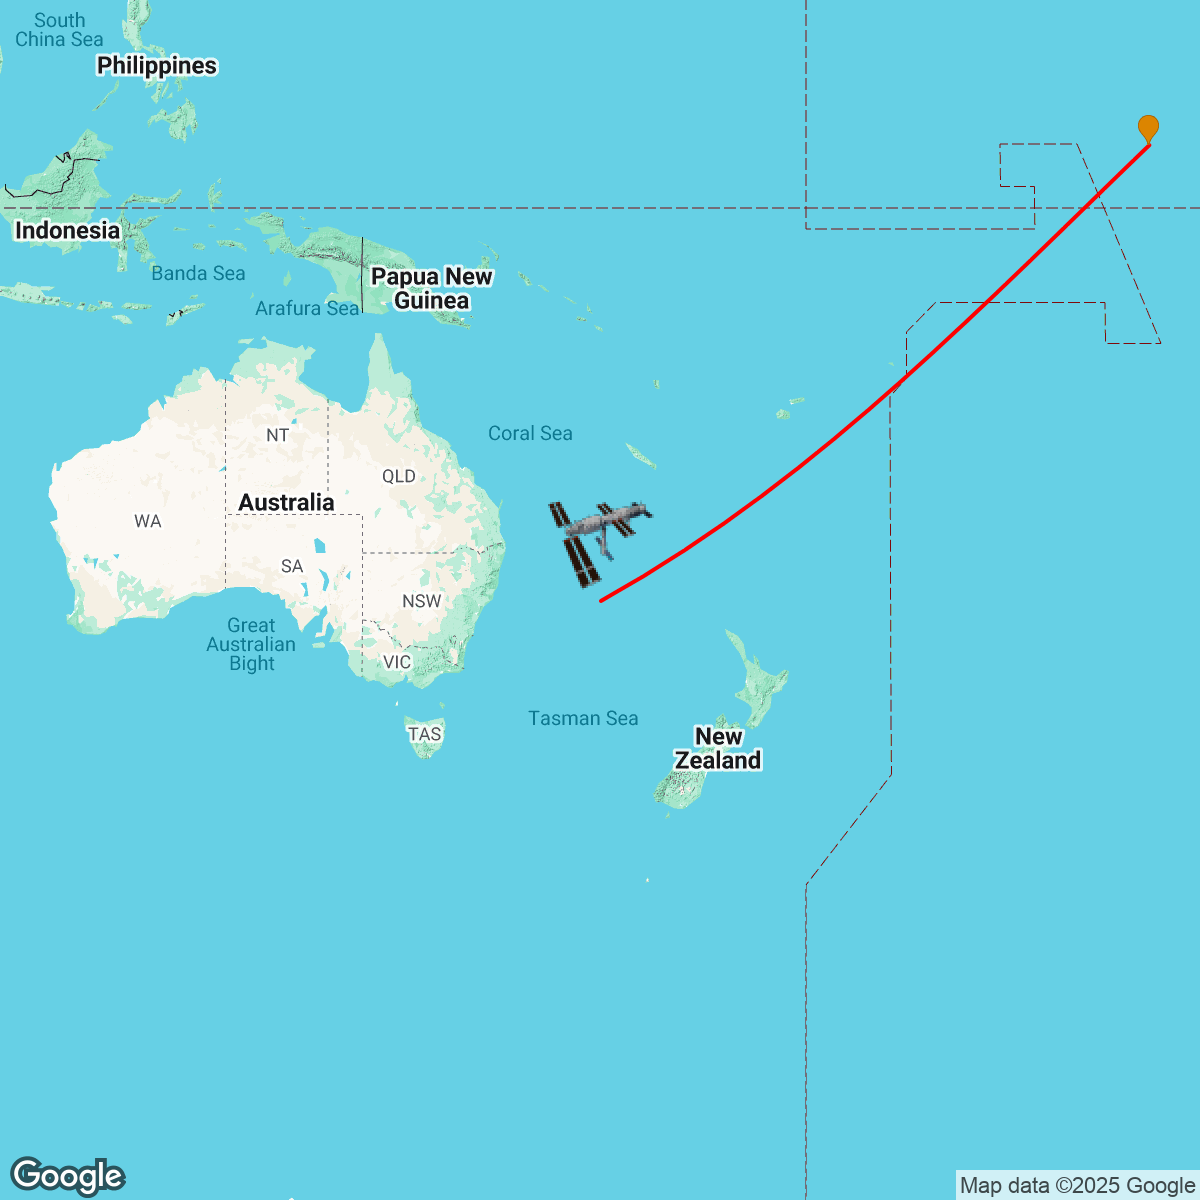 South
China Sea
Philippines
Indonesia
Banda Sea
Papua New
Guinea
Arafura Sea
Coral Sea
NT
QLD
Australia
WA
SA
NSW
Great
Australian
Bight
VIC
TAS
Tasman Sea
New
Zealand
Google
Map data ©2025 Google